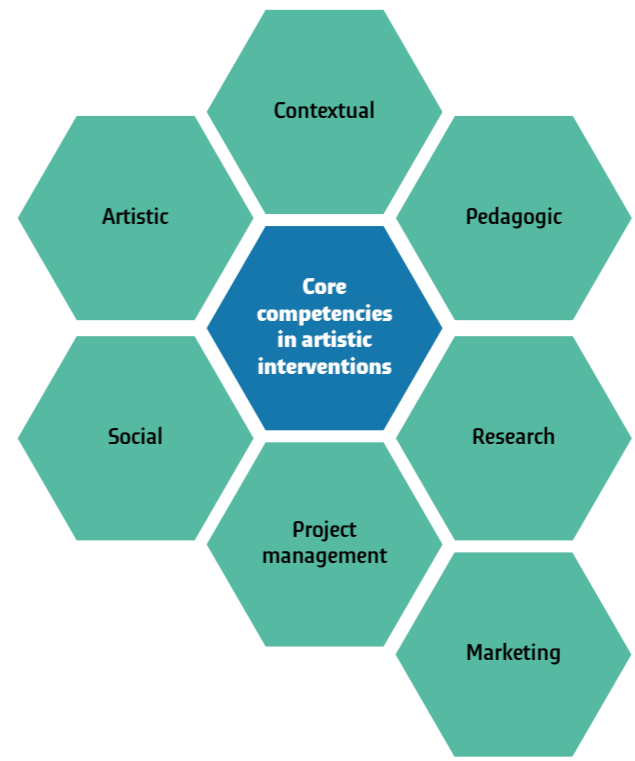 Contextual
Artistic
Pedagogic
Core
competencies
in artistic
interventions
Social
Research
Project
management
Marketing